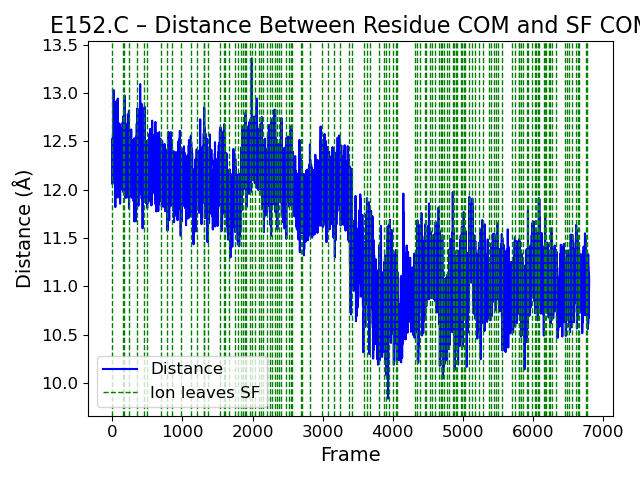 E152.C – Distance Between Residue COM and SF COM
13.5
13.0
12.5
12.0
11.5
11.0
10.5
10.0
Distance (Å)
Distance
Ion leaves SF
0 1000 2000 3000 4000 5000 6000 7000
Frame